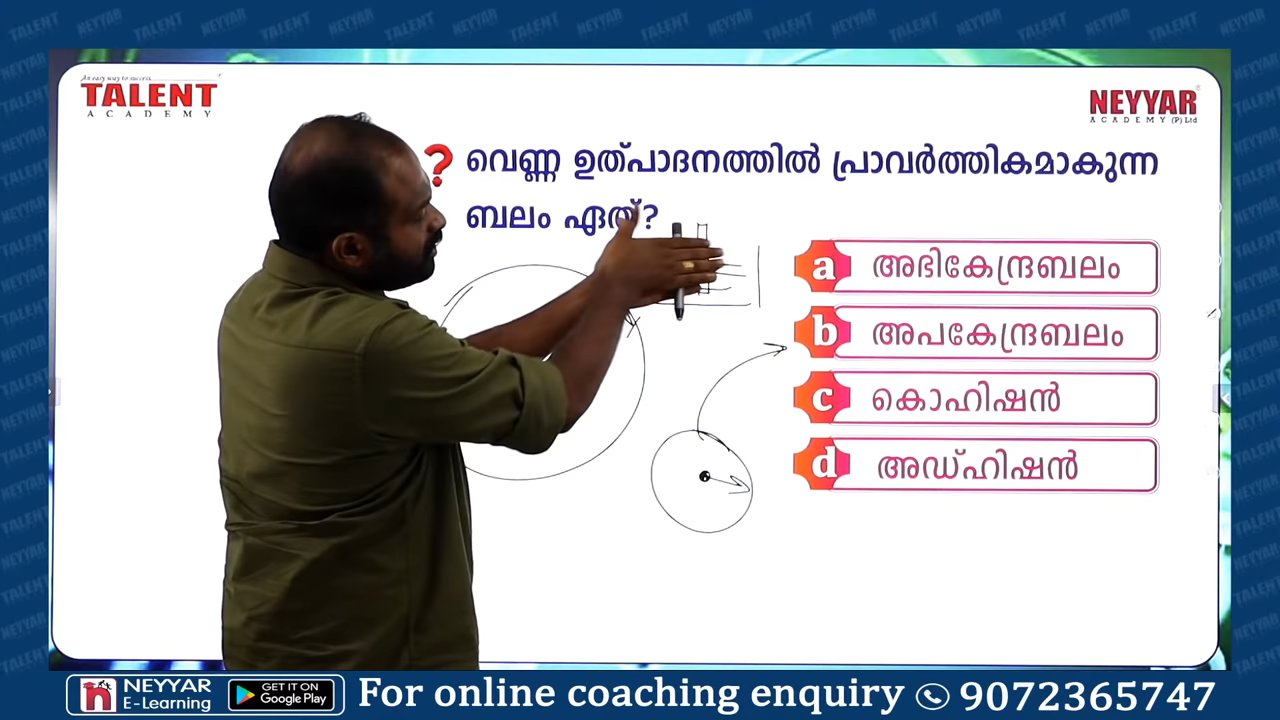 An easy way to success
TALENT
ACADEMY
NEYYAR
ACADEMY (P) Ltd
? വെണ്ണ ഉത്പാദനത്തിൽ പ്രാവർത്തികമാകുന്ന
ബലം ഏത്?
a അഭികേന്ദ്രബലം
b അപകേന്ദ്രബലം
c കൊഹിഷൻ
d അഡ്ഹിഷൻ
NEYYAR
E-Learning
GET IT ON
Google Play
For online coaching enquiry 9072365747